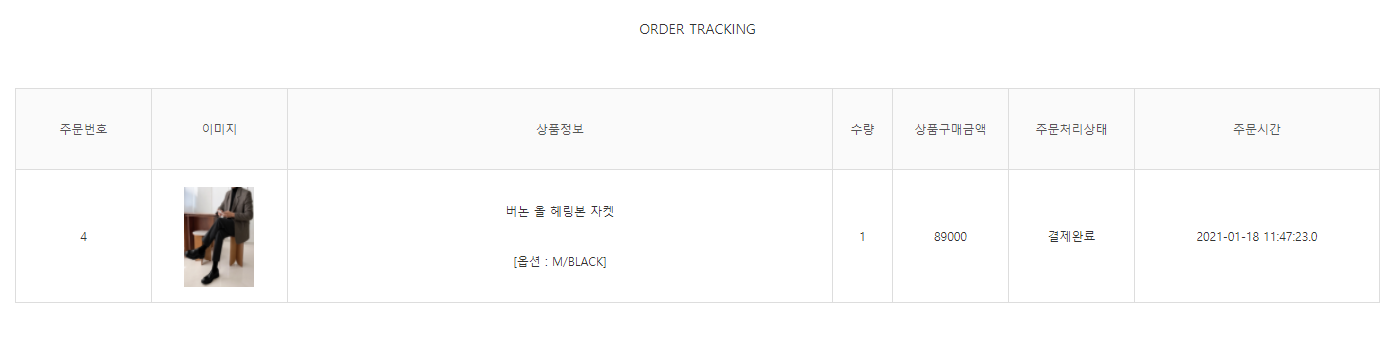 ORDER TRACKING
주문번호 이미지 상품정보 수량 상품구매금액 주문처리상태 주문시간
4 버논 울 헤링본 자켓 1 89000 결제완료 2021-01-18 11:47:23.0
[옵션 : M/BLACK]